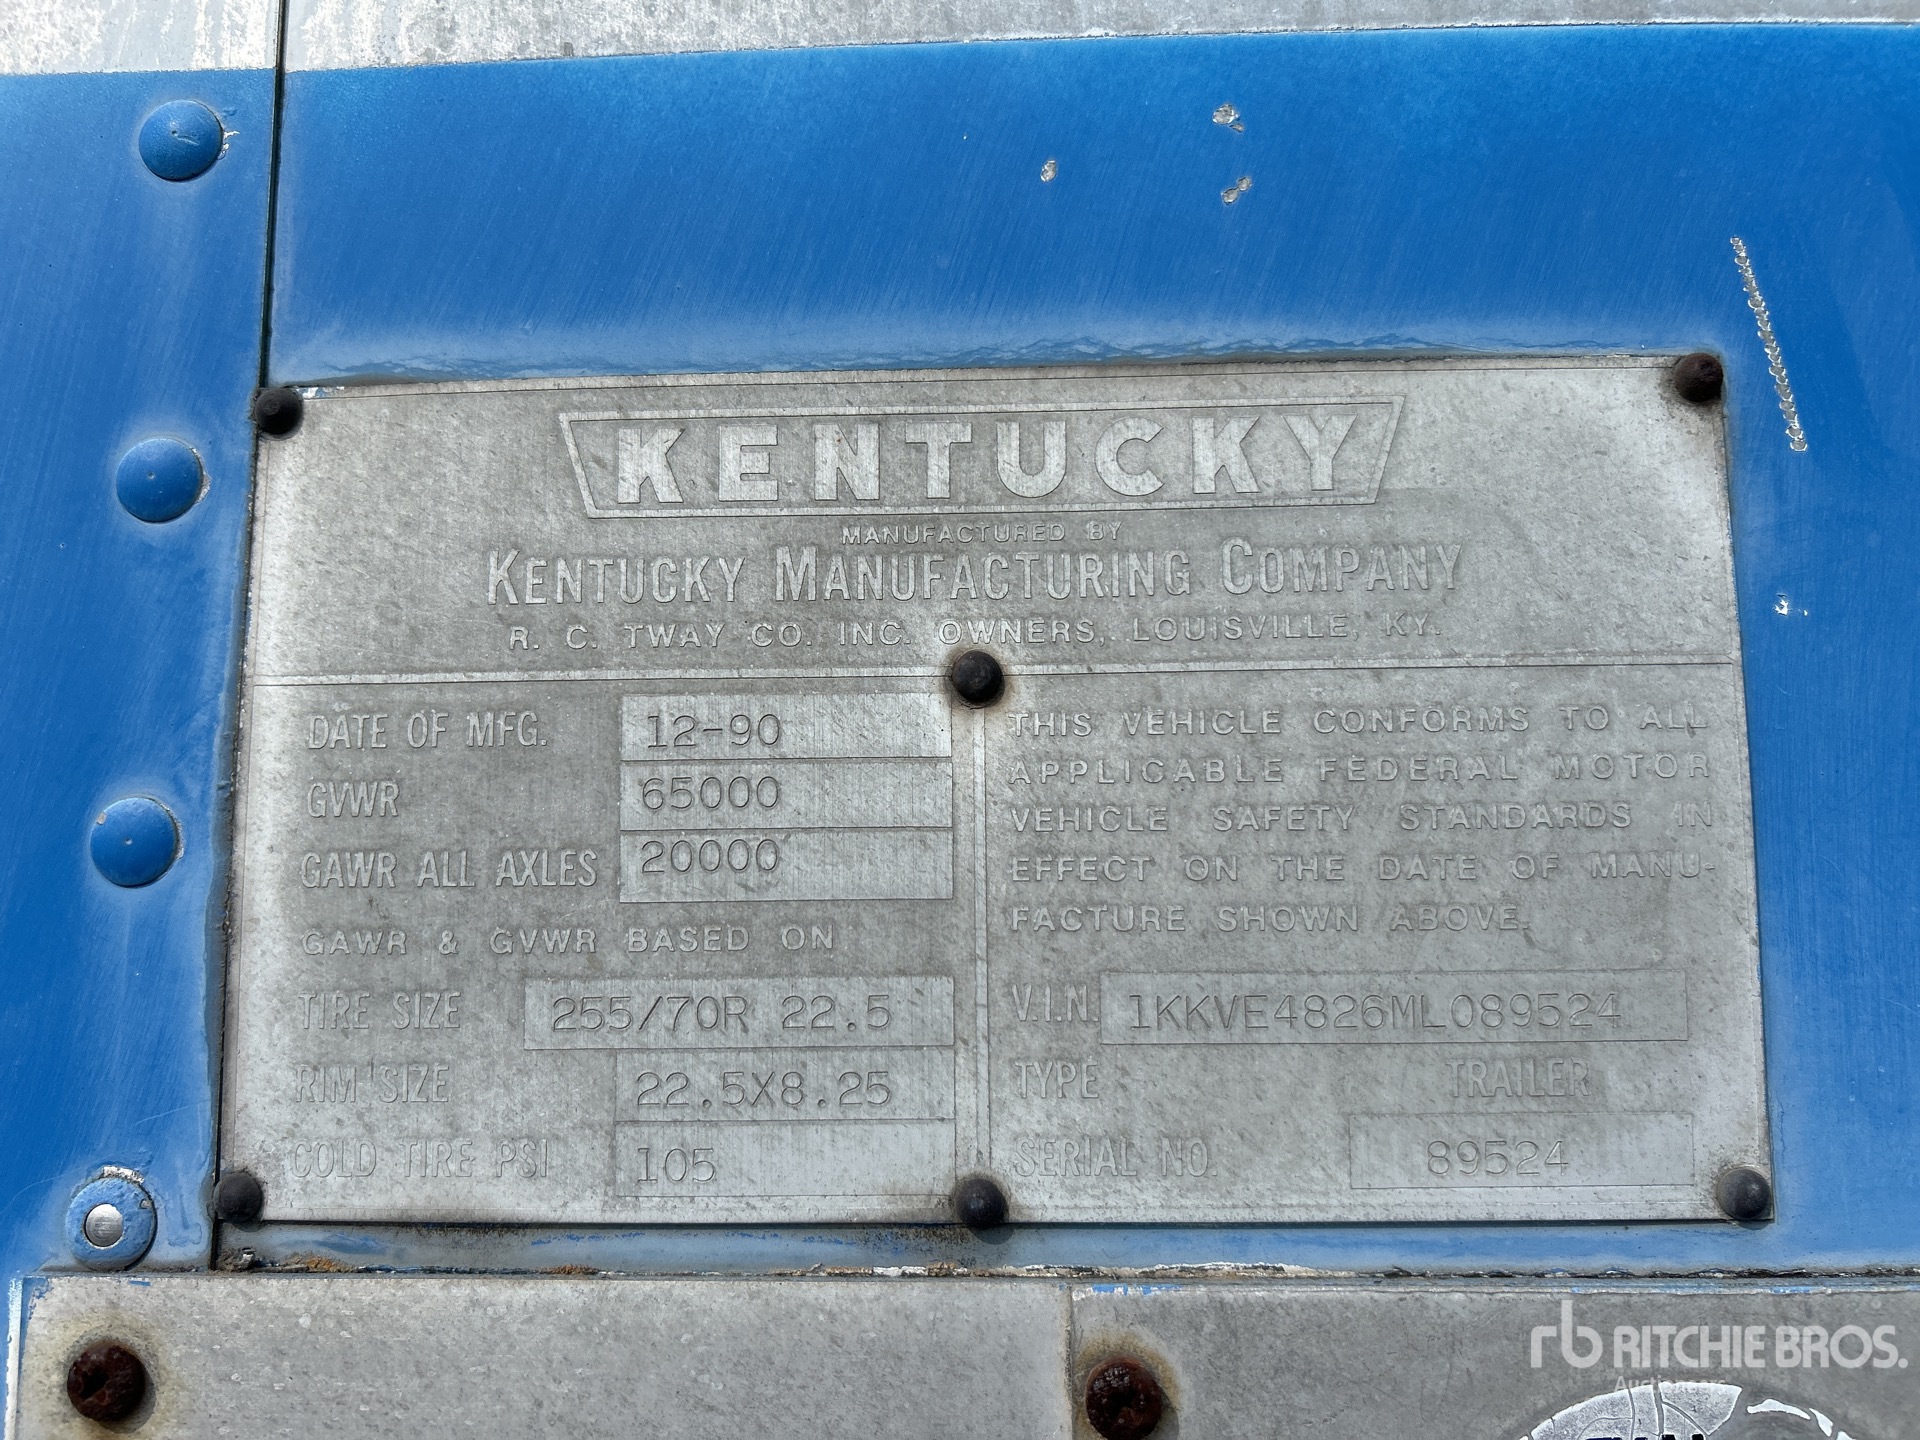 KENTUCKY
MANUFACTURED BY
KENTUCKY MANUFACTURING COMPANY
R. C. TWAY CO. INC. OWNERS, LOUISVILLE, KY.
DATE OF MFG. 12-90
GVWR 65000
GAWR ALL AXLES 20000
GAWR & GVWR BASED ON
TIRE SIZE 255/70R 22.5
RIM SIZE 22.5X8.25
COLD TIRE PSI 105
THIS VEHICLE CONFORMS TO ALL
APPLICABLE FEDERAL MOTOR
VEHICLE SAFETY STANDARDS IN
EFFECT ON THE DATE OF MANU-
FACTURE SHOWN ABOVE.
V.I.N. 1KKVE4826ML089524
TYPE TRAILER
SERIAL NO. 89524
rb RITCHIE BROS.
Auctioneers